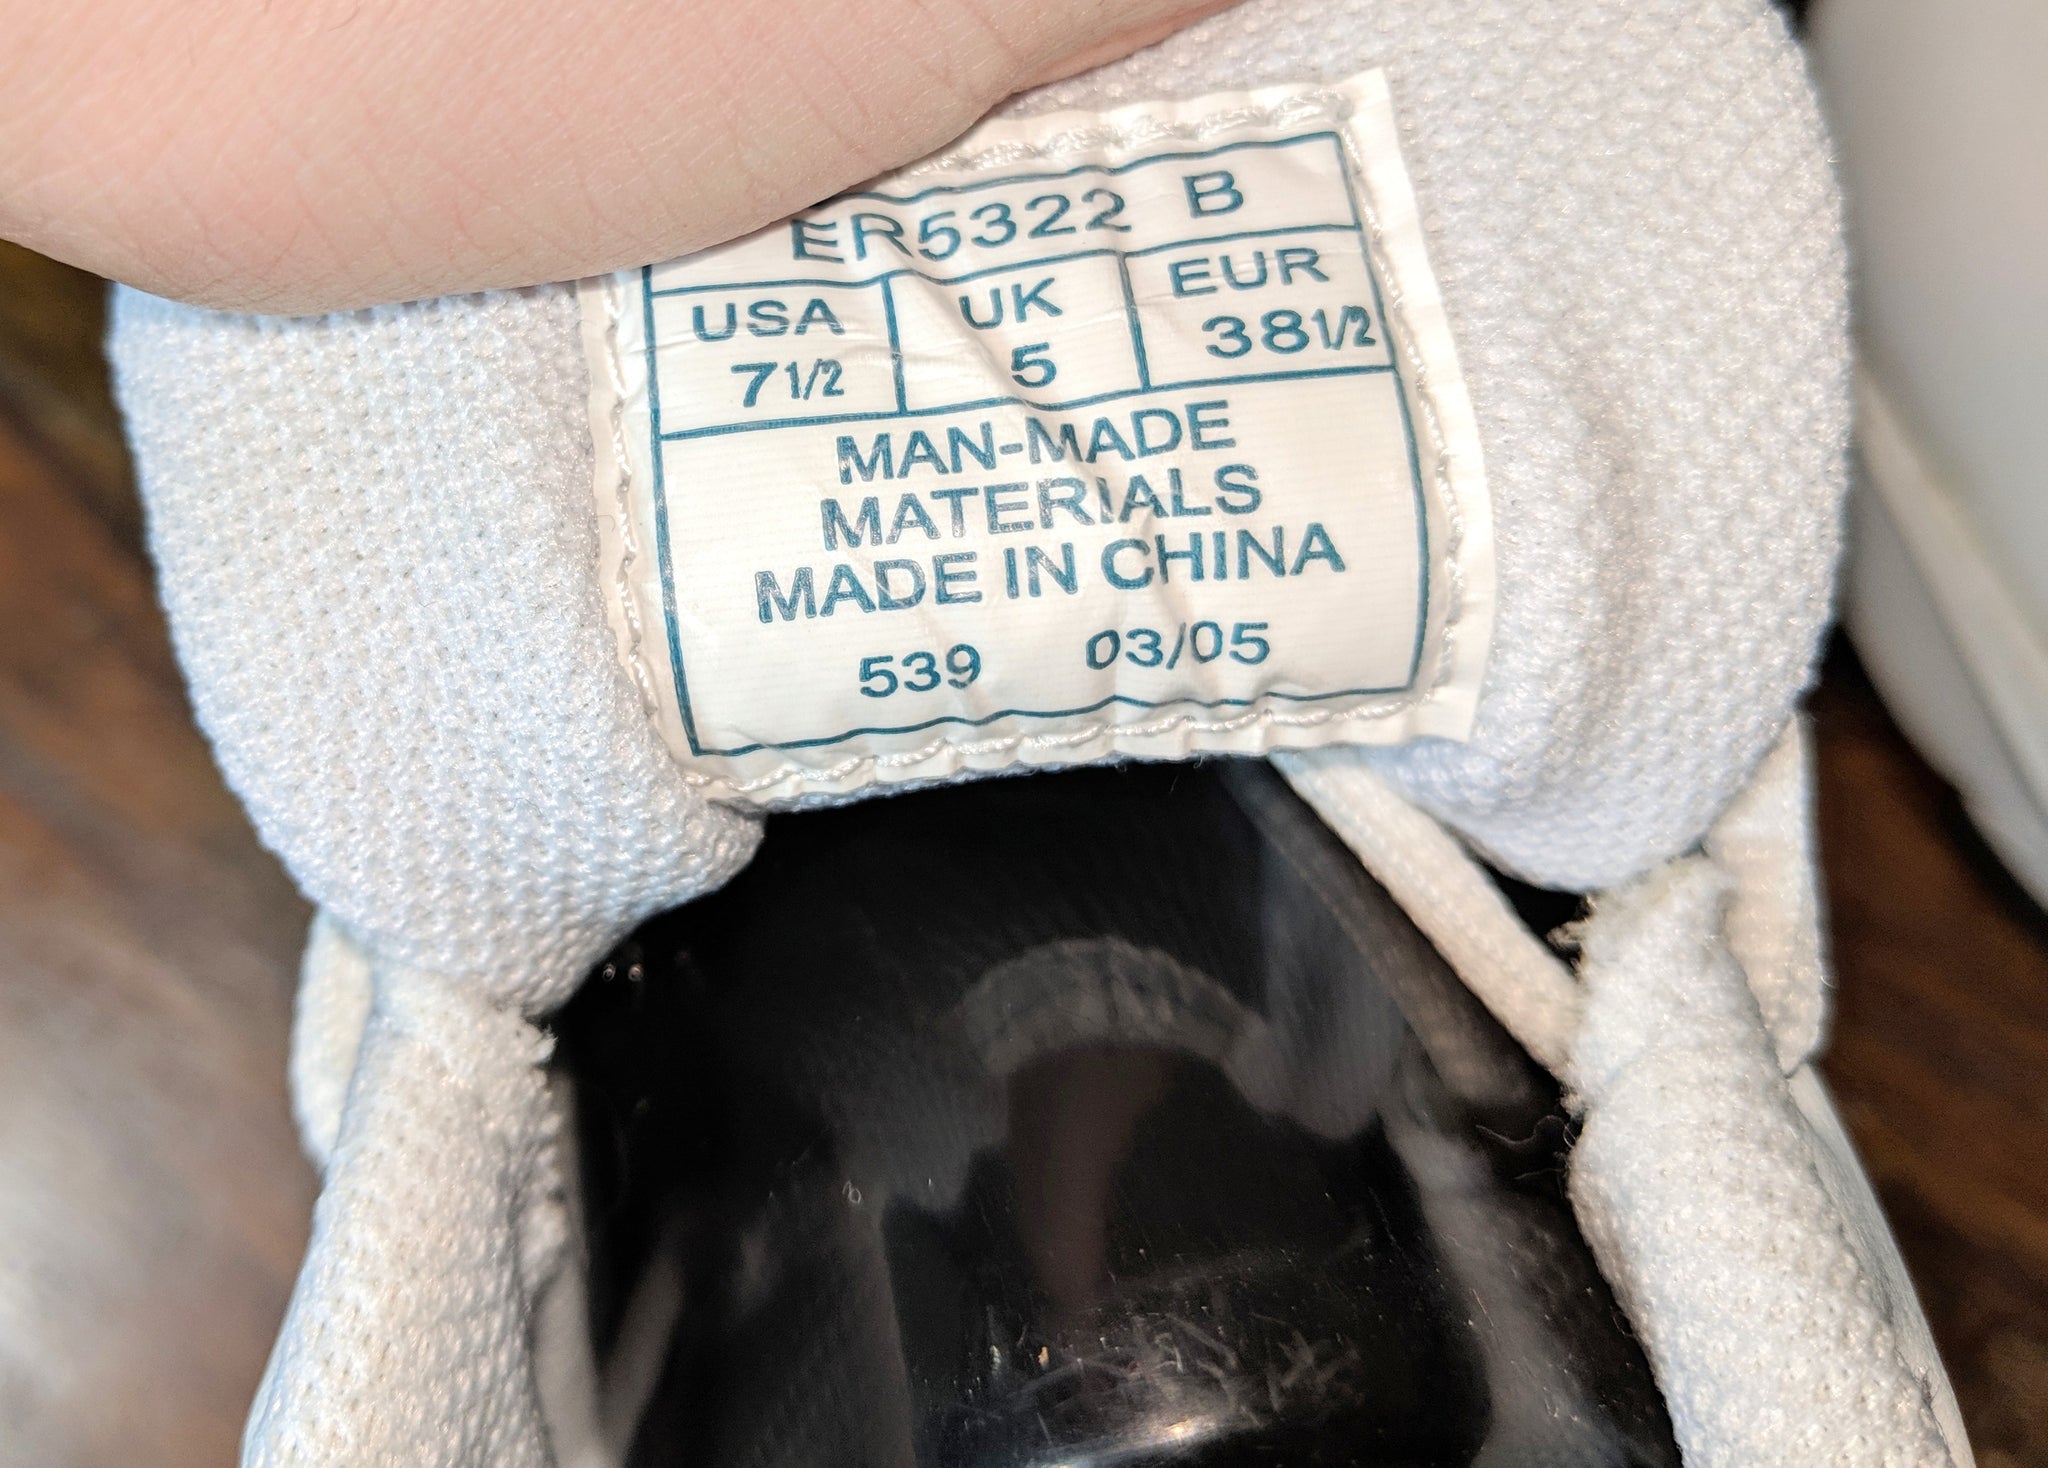 ER5322 B
USA UK EUR
7 1/2 5 38 1/2
MAN-MADE
MATERIALS
MADE IN CHINA
539 03/05